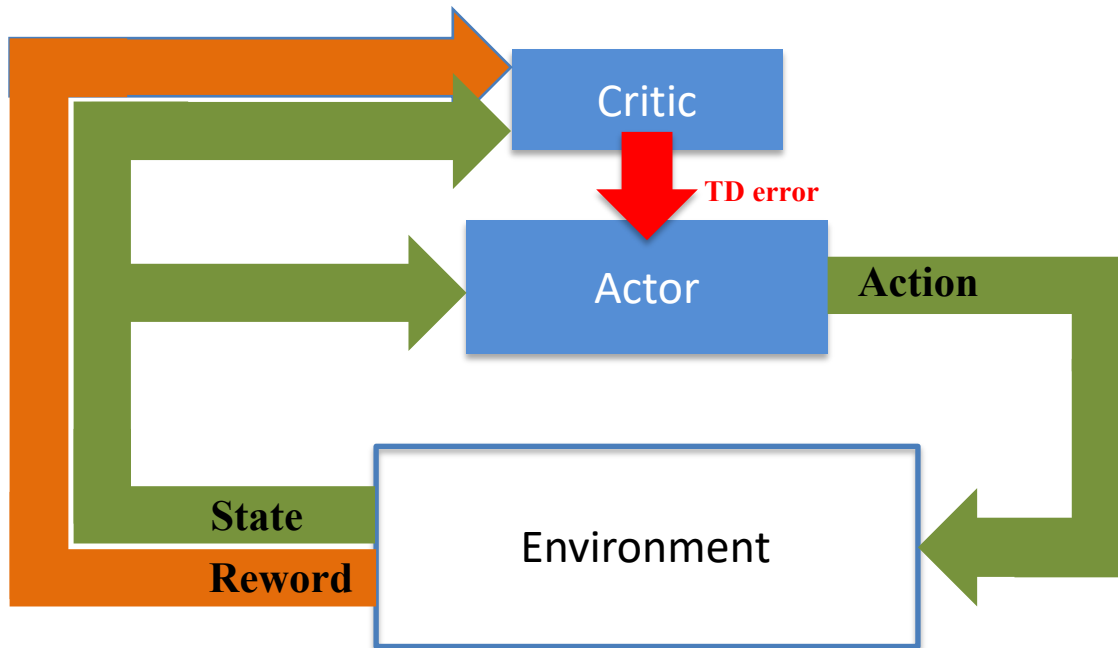 Critic
TD error
Actor
Action
State
Environment
Reword